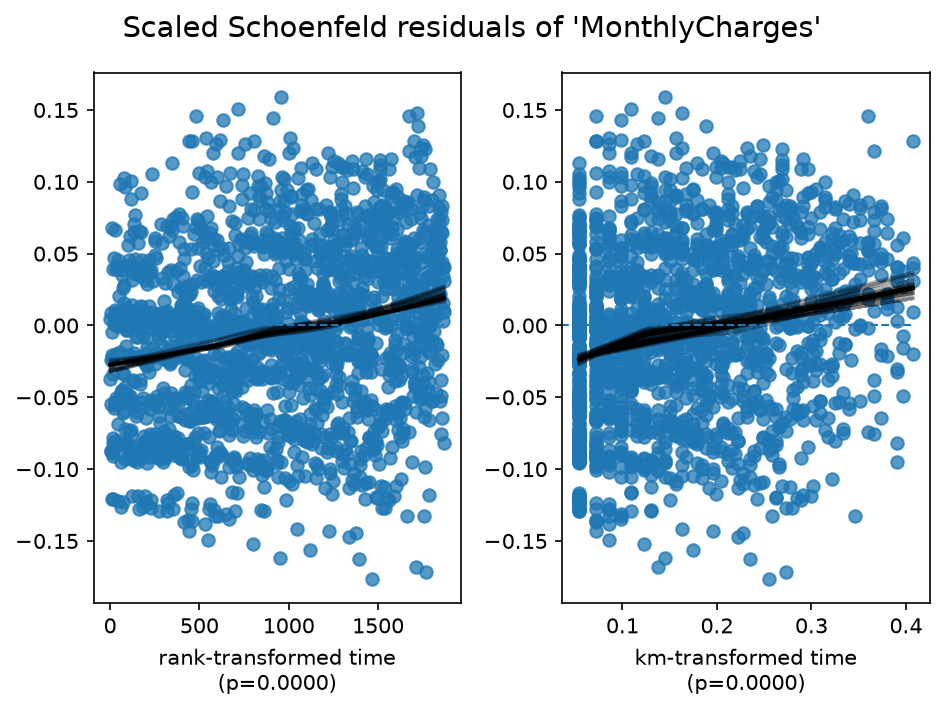 Scaled Schoenfeld residuals of 'MonthlyCharges'
0.15
0.10
0.05
0.00
−0.05
−0.10
−0.15
0 500 1000 1500
rank-transformed time
(p=0.0000)
0.15
0.10
0.05
0.00
−0.05
−0.10
−0.15
0.1 0.2 0.3 0.4
km-transformed time
(p=0.0000)